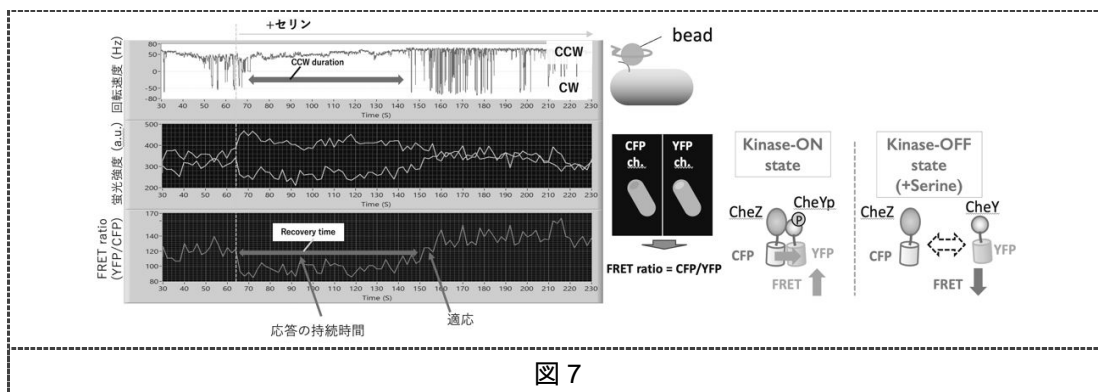 +セリン
回転速度 (Hz)
80
50
0
-50
-80
CCW
CCW duration
CW
30 40 50 60 70 80 90 100 110 120 130 140 150 160 170 180 190 200 210 220 230
Time (S)
蛍光強度 (a.u.)
500
400
300
200
30 40 50 60 70 80 90 100 110 120 130 140 150 160 170 180 190 200 210 220 230
Time (S)
FRET ratio
(YFP/CFP)
170
140
120
100
80
Recovery time
30 40 50 60 70 80 90 100 110 120 130 140 150 160 170 180 190 200 210 220 230
Time (S)
応答の持続時間
適応
bead
CFP
ch.
YFP
ch.
FRET ratio = CFP/YFP
Kinase-ON
state
CheZ
CheYp
P
CFP
YFP
FRET
Kinase-OFF
state
(+Serine)
CheZ
CheY
CFP
YFP
FRET
図 7